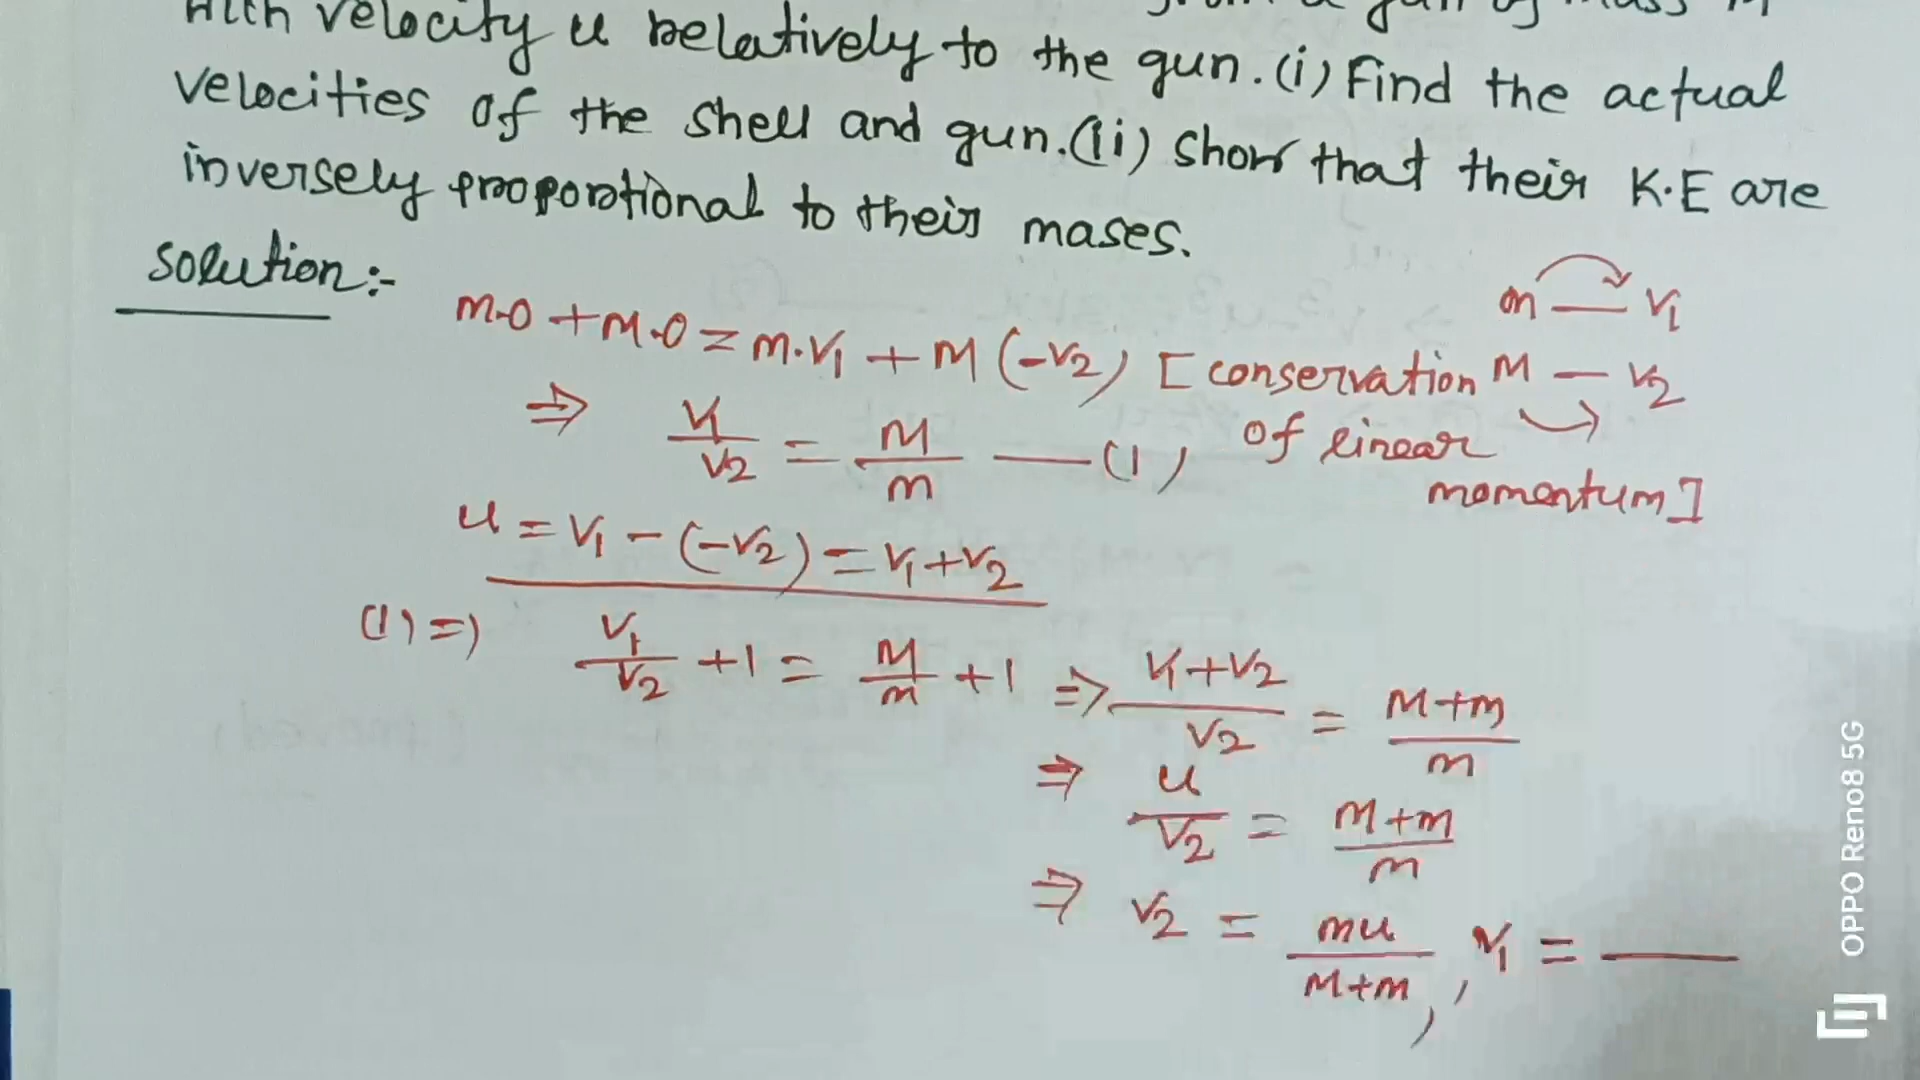 with velocity u relatively to the gun. (i) Find the actual
velocities of the shell and gun. (ii) show that their K.E are
inversely proportional to their mases.
solution:-
m.0 + M.0 = m.v₁ + M (-v₂) [conservation
of linear
momentum]
m — v₁
M — v₂
⇒ v₁/v₂ = M/m —(1)
u = v₁ - (-v₂) = v₁+v₂
(1) =) v₁/v₂ +1 = M/m +1 ⇒ v₁+v₂/v₂ = M+m/m
⇒ u/v₂ = M+m/m
⇒ v₂ = mu/M+m, v₁ = —
OPPO Reno8 5G